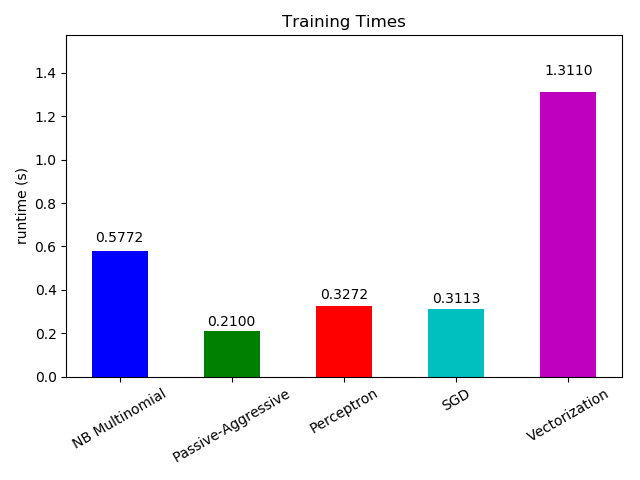 Training Times
runtime (s)
1.4
1.2
1.0
0.8
0.6
0.4
0.2
0.0
0.5772
0.2100
0.3272
0.3113
1.3110
NB Multinomial
Passive-Aggressive
Perceptron
SGD
Vectorization